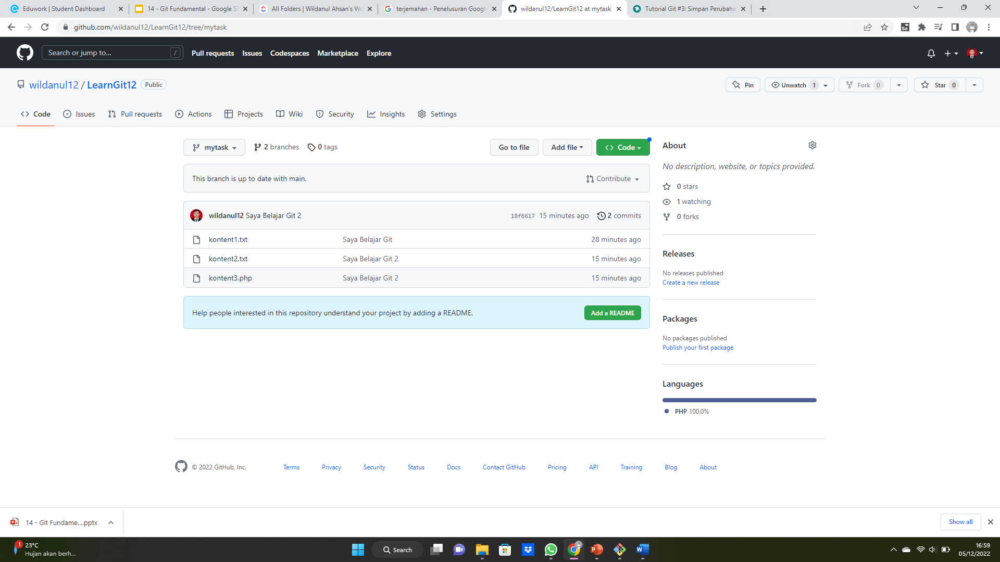 Eduwork | Student Dashboard
14 - Git Fundamental - Google Sl
All Folders | Wildanul Ahsan's Wo
terjemahan - Penelusuran Google
wildanul12/LearnGit12 at mytask
Tutorial Git #3: Simpan Perubaha
github.com/wildanul12/LearnGit12/tree/mytask
Se
Search or jump to...
/
Pull requests
Issues
Codespaces
Marketplace
Explore
wildanul12 / LearnGit12
Public
Pin
Unwatch 1
Fork 0
Star 0
Code
Issues
Pull requests
Actions
Projects
Wiki
Security
Insights
Settings
mytask
2 branches
0 tags
Go to file
Add file
Code
This branch is up to date with main.
Contribute
wildanul12 Saya Belajar Git 2
18f6617 15 minutes ago
2 commits
kontent1.txt Saya Belajar Git 28 minutes ago
kontent2.txt Saya Belajar Git 2 15 minutes ago
kontent3.php Saya Belajar Git 2 15 minutes ago
Help people interested in this repository understand your project by adding a README.
Add a README
About
No description, website, or topics provided.
0 stars
1 watching
0 forks
Releases
No releases published
Create a new release
Packages
No packages published
Publish your first package
Languages
PHP 100.0%
© 2022 GitHub, Inc.
Terms
Privacy
Security
Status
Docs
Contact GitHub
Pricing
API
Training
Blog
About
14 - Git Fundame....pptx
Show all
1
23°C
Hujan akan berh...
Search
16:59
05/12/2022